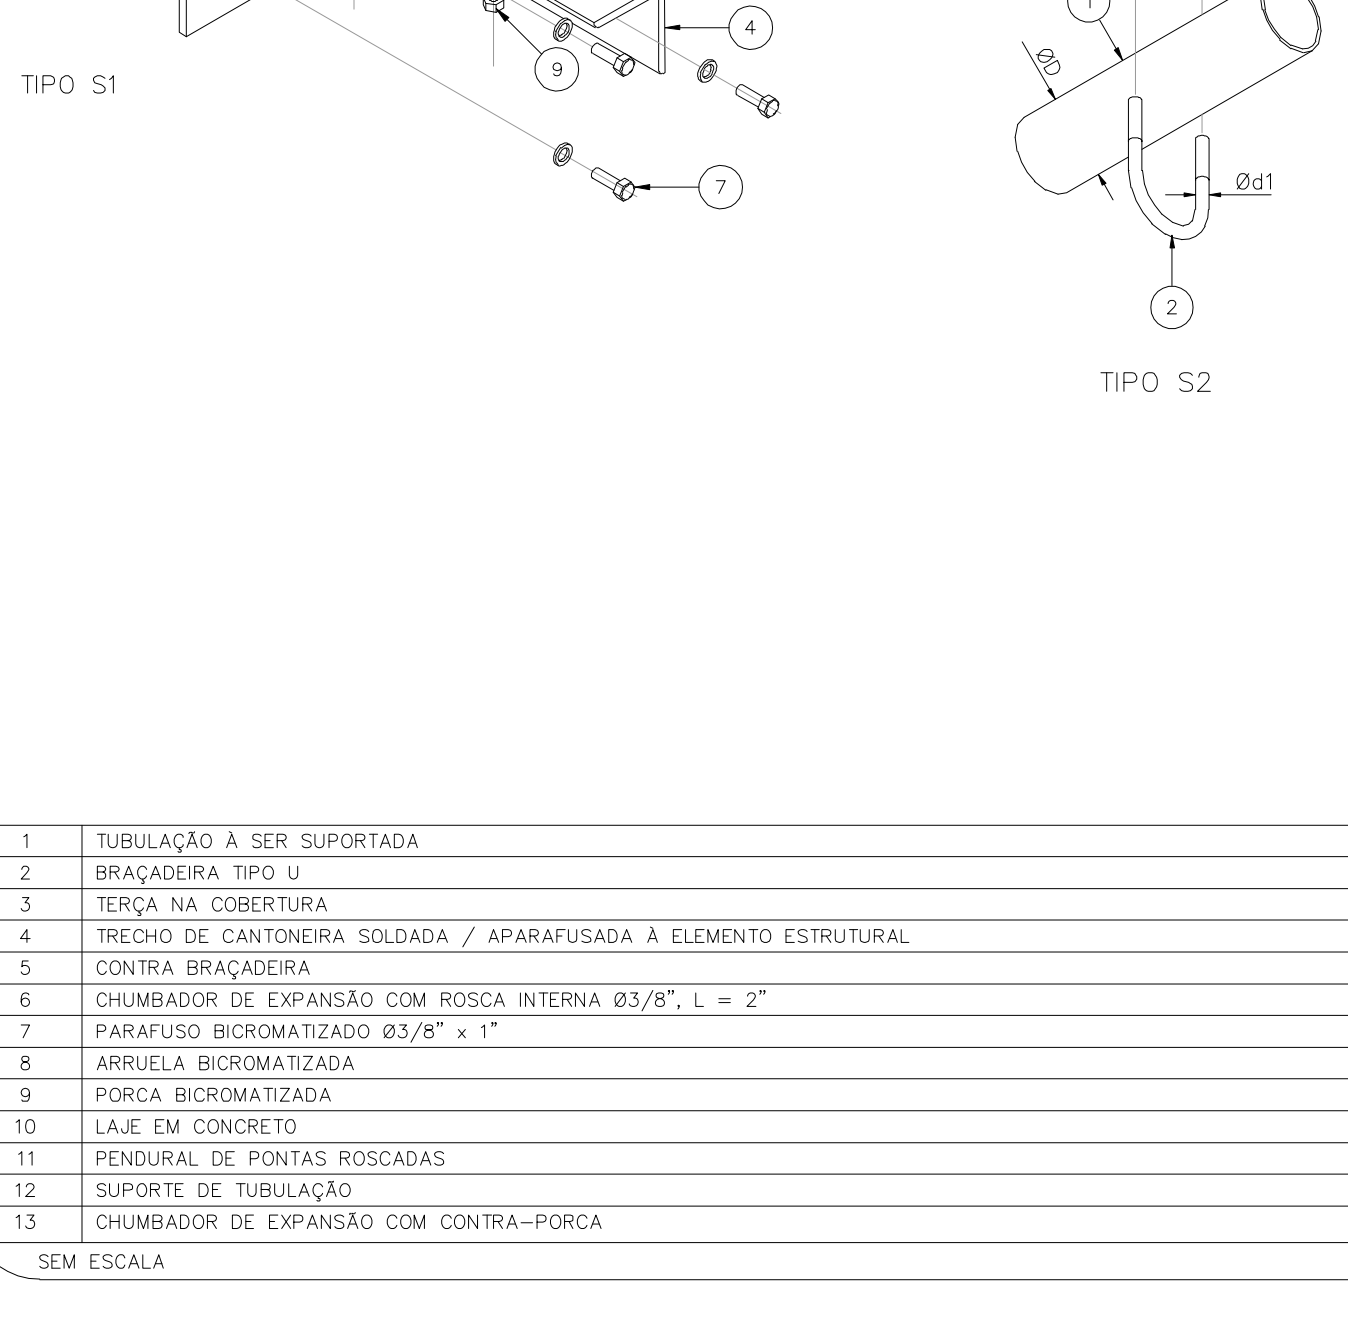 4
1
9
ØD
TIPO S1
7
Ød1
2
TIPO S2
1 TUBULAÇÃO À SER SUPORTADA
2 BRAÇADEIRA TIPO U
3 TERÇA NA COBERTURA
4 TRECHO DE CANTONEIRA SOLDADA / APARAFUSADA À ELEMENTO ESTRUTURAL
5 CONTRA BRAÇADEIRA
6 CHUMBADOR DE EXPANSÃO COM ROSCA INTERNA Ø3/8”, L = 2”
7 PARAFUSO BICROMATIZADO Ø3/8” x 1”
8 ARRUELA BICROMATIZADA
9 PORCA BICROMATIZADA
10 LAJE EM CONCRETO
11 PENDURAL DE PONTAS ROSCADAS
12 SUPORTE DE TUBULAÇÃO
13 CHUMBADOR DE EXPANSÃO COM CONTRA–PORCA
SEM ESCALA